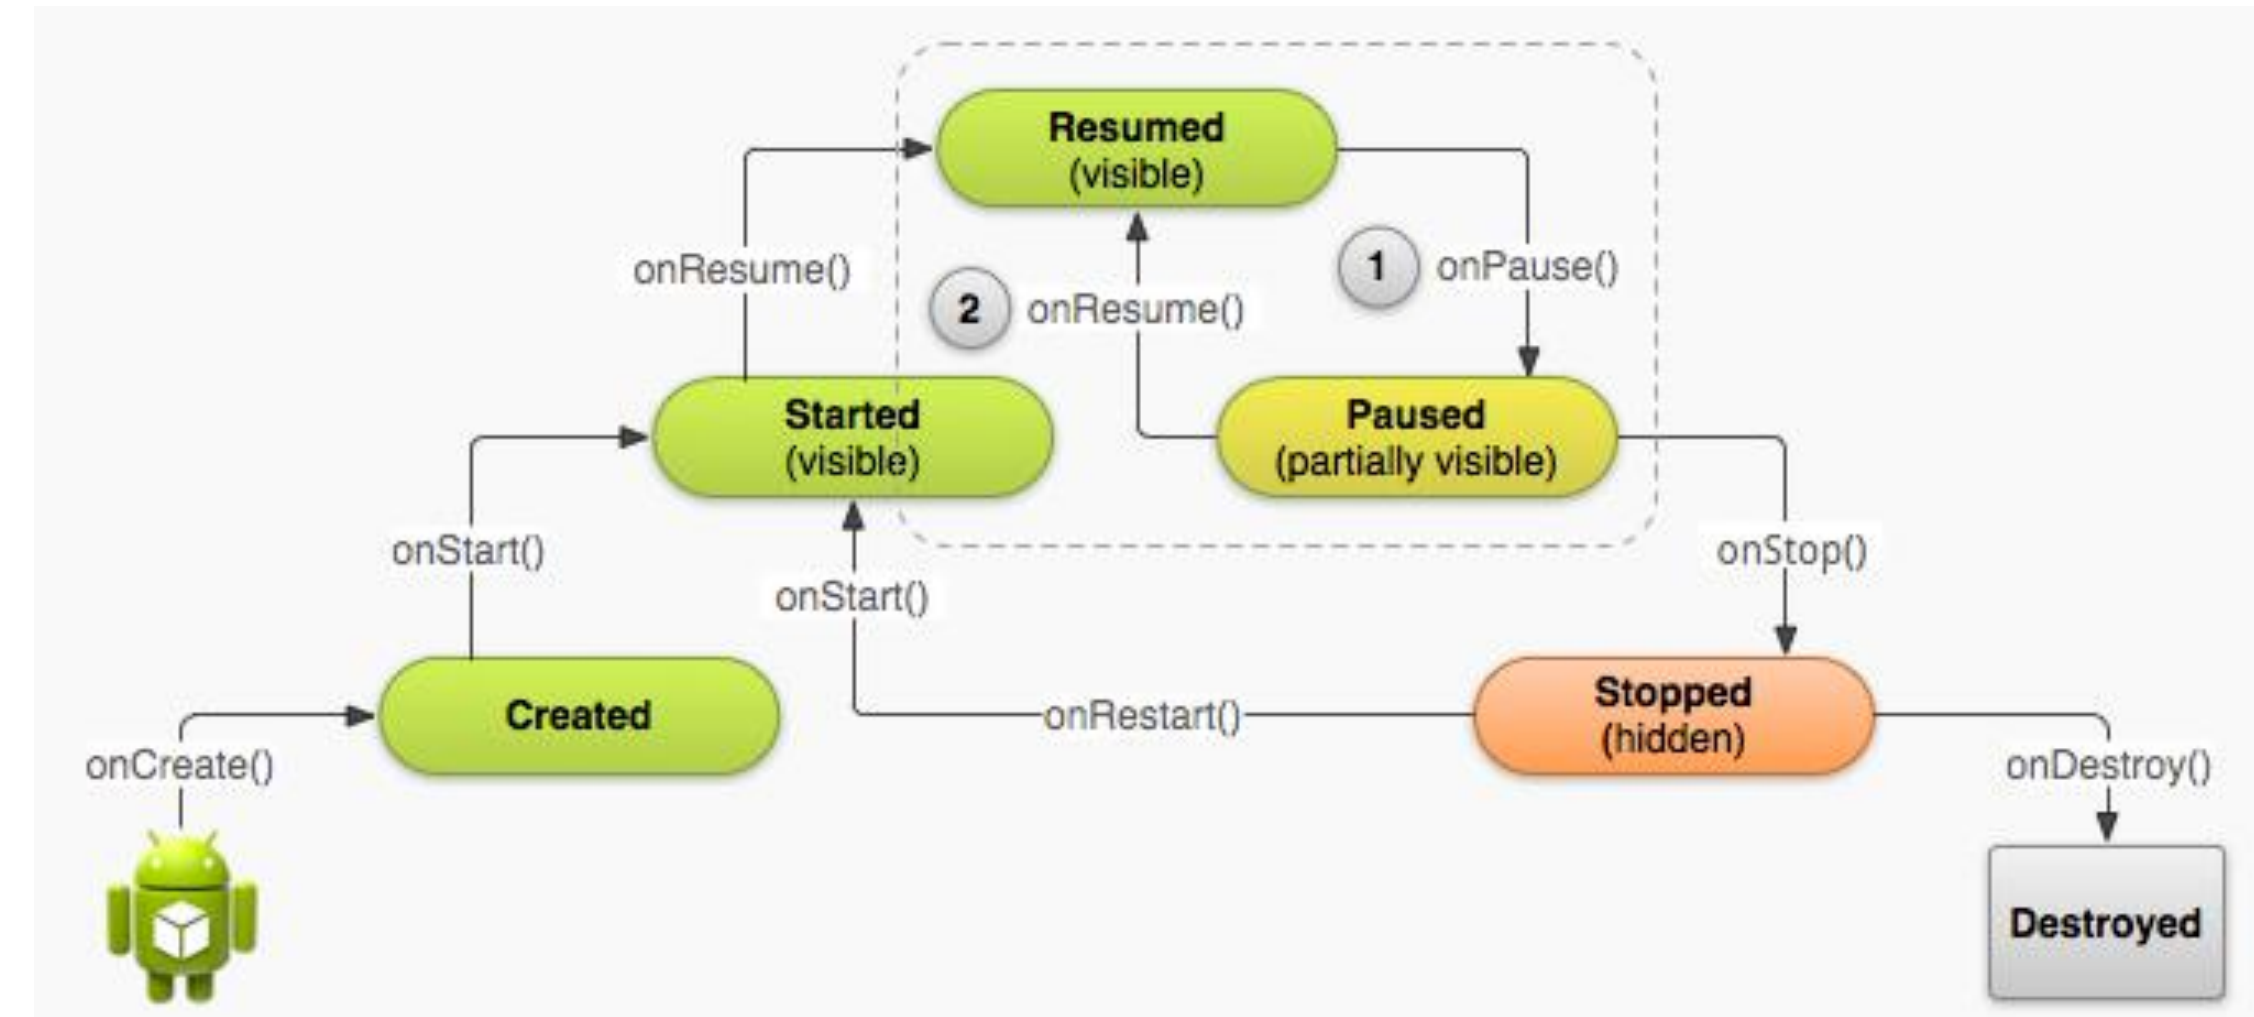 Resumed
(visible)
onResume()
1
onPause()
2
onResume()
Started
(visible)
Paused
(partially visible)
onStart()
onStart()
onStop()
Created
onRestart()
Stopped
(hidden)
onCreate()
onDestroy()
Destroyed